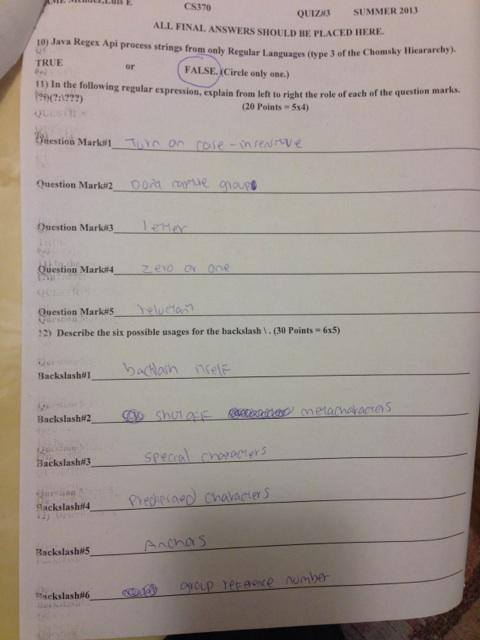 AME Mendez, Luis E CS370 QUIZ#3 SUMMER 2013
ALL FINAL ANSWERS SHOULD BE PLACED HERE.
10) Java Regex Api process strings from only Regular Languages (type 3 of the Chomsky Hieararchy).
TRUE or FALSE. (Circle only one.)
11) In the following regular expression, explain from left to right the role of each of the question marks.
(?i)(?:\???) (20 Points = 5x4)
Question Mark#1 Turn on case-insensitive
Question Mark#2 Dont capture group
Question Mark#3 letter
Question Mark#4 zero or one
Question Mark#5 reluctant
12) Describe the six possible usages for the backslash \ . (30 Points = 6x5)
Backslash#1 backlash itself
Backslash#2 shut off metacharacters
Backslash#3 special characters
Backslash#4 Predefined characters
Backslash#5 Anchors
Backslash#6 group reference number